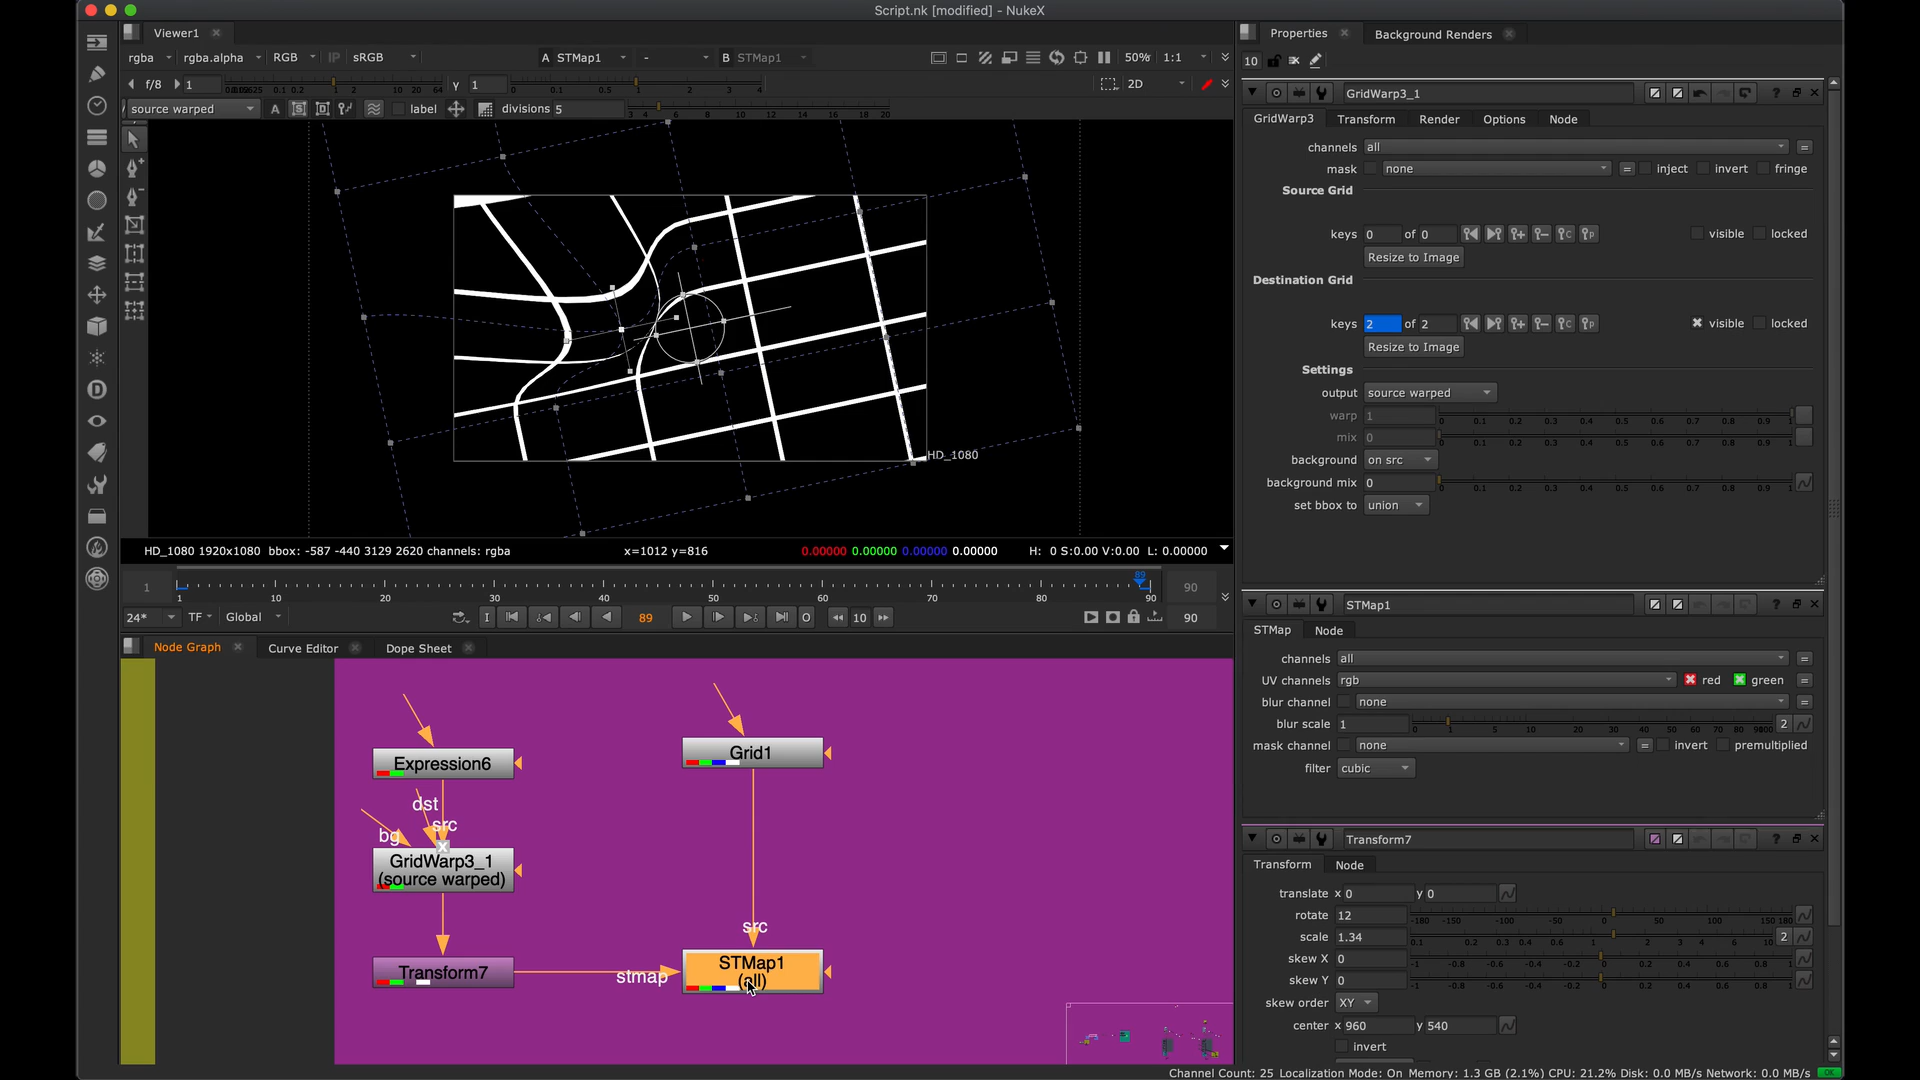 Script.nk [modified] - NukeX
Viewer1
Properties
Background Renders
rgba
rgba.alpha
RGB
IP
sRGB
A STMap1
-
B STMap1
50%
1:1
10
f/8
1
y
1
2D
source warped
label
divisions 5
GridWarp3_1
GridWarp3 Transform Render Options Node
channels all
mask none inject invert fringe
Source Grid
keys 0 of 0 visible locked
Resize to Image
Destination Grid
keys 2 of 2 visible locked
Resize to Image
Settings
output source warped
warp 1
mix 0
background on src
background mix 0
set bbox to union
HD_1080
HD_1080 1920x1080 bbox: -587 -440 3129 2620 channels: rgba
x=1012 y=816
0.00000 0.00000 0.00000 0.00000
H: 0 S:0.00 V:0.00 L: 0.00000
1
1 10 20 30 40 50 60 70 80 89 90
90
24*
TF
Global
89
10
90
Node Graph Curve Editor Dope Sheet
Expression6
dst
src
bg
GridWarp3_1
(source warped)
Transform7
Grid1
src
stmap
STMap1
(all)
STMap1
STMap Node
channels all
UV channels rgb red green
blur channel none
blur scale 1 2
mask channel none invert premultiplied
filter cubic
Transform7
Transform Node
translate x 0 y 0
rotate 12
scale 1.34 2
skew X 0
skew Y 0
skew order XY
center x 960 y 540
invert
Channel Count: 25 Localization Mode: On Memory: 1.3 GB (2.1%) CPU: 21.2% Disk: 0.0 MB/s Network: 0.0 MB/s